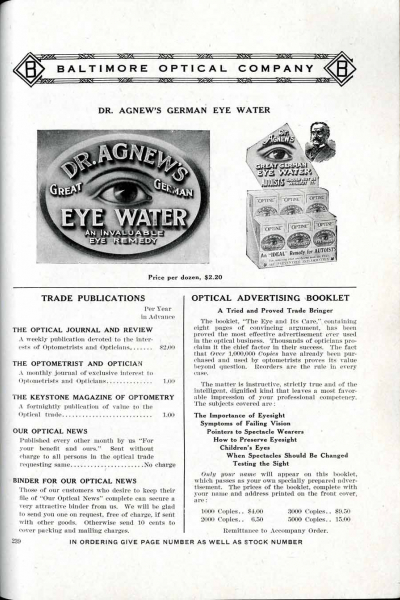 BALTIMORE OPTICAL COMPANY
DR. AGNEW'S GERMAN EYE WATER
DR. AGNEW'S
GREAT GERMAN
EYE WATER
AN INVALUABLE
EYE REMEDY
DR.
AGNEW'S
GREAT GERMAN
EYE WATER
An "IDEAL" Remedy for AUTOISTS
Price per dozen, $2.20
TRADE PUBLICATIONS
Per Year
in Advance
THE OPTICAL JOURNAL AND REVIEW
A weekly publication devoted to the inter-
ests of Optometrists and Opticians...... $2.00
THE OPTOMETRIST AND OPTICIAN
A monthly journal of exclusive interest to
Optometrists and Opticians............ 1.00
THE KEYSTONE MAGAZINE OF OPTOMETRY
A fortnightly publication of value to the
Optical trade....................... 1.00
OUR OPTICAL NEWS
Published every other month by us "For
your benefit and ours." Sent without
charge to all persons in the optical trade
requesting same...................No charge
BINDER FOR OUR OPTICAL NEWS
Those of our customers who desire to keep their
file of "Our Optical News" complete can secure a
very attractive binder from us. We will be glad
to send you one on request, free of charge, if sent
with other goods. Otherwise send 10 cents to
cover packing and mailing charges.
OPTICAL ADVERTISING BOOKLET
A Tried and Proved Trade Bringer
The booklet, "The Eye and Its Care," containing
eight pages of convincing argument, has been
proved the most effective advertisement ever used
in the optical business. Thousands of opticians pro-
claim it the chief factor in their success. The fact
that Over 1,000,000 Copies have already been pur-
chased and used by optometrists proves its value
beyond question. Reorders are the rule in every
case.
The matter is instructive, strictly true and of the
intelligent, dignified kind that leaves a most favor-
able impression of your professional competency.
The subjects covered are:
The Importance of Eyesight
Symptoms of Failing Vision
Pointers to Spectacle Wearers
How to Preserve Eyesight
Children's Eyes
When Spectacles Should Be Changed
Testing the Sight
Only your name will appear on this booklet,
which passes as your own specially prepared adver-
tisement. The prices of the booklet, complete with
your name and address printed on the front cover,
are:
1000 Copies.. $4.00 3000 Copies.. $9.50
2000 Copies.. 6.50 5000 Copies.. 15.00
Remittance to Accompany Order.
220 IN ORDERING GIVE PAGE NUMBER AS WELL AS STOCK NUMBER